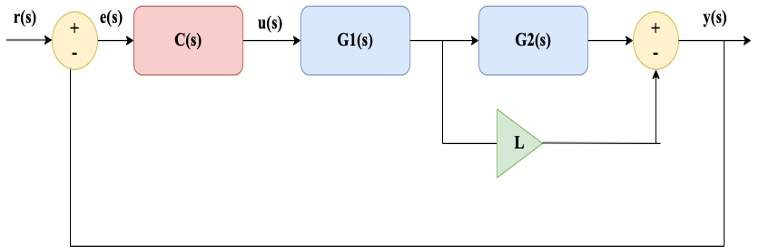 r(s)
+
-
e(s)
C(s)
u(s)
G1(s)
G2(s)
+
-
y(s)
L